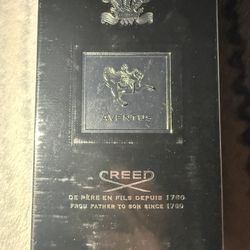 AVENTUS
CREED
DE PÈRE EN FILS DEPUIS 1760
FROM FATHER TO SON SINCE 1760